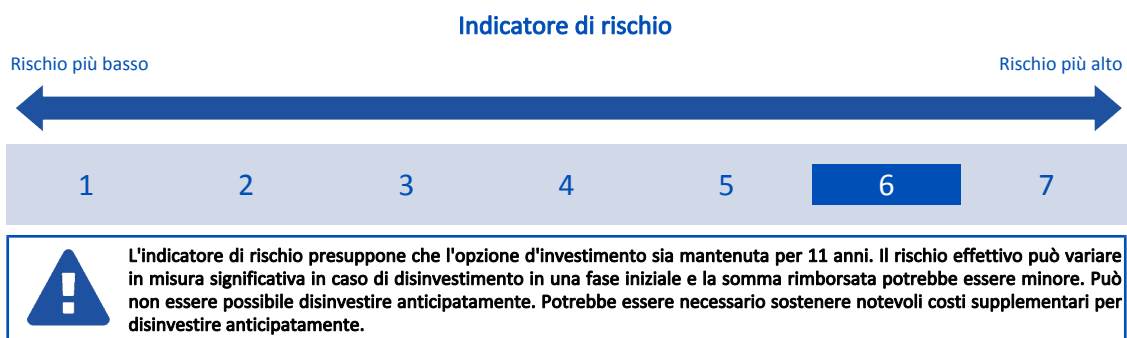 Indicatore di rischio
Rischio più basso
Rischio più alto
1 2 3 4 5 6 7
L'indicatore di rischio presuppone che l'opzione d'investimento sia mantenuta per 11 anni. Il rischio effettivo può variare
in misura significativa in caso di disinvestimento in una fase iniziale e la somma rimborsata potrebbe essere minore. Può
non essere possibile disinvestire anticipatamente. Potrebbe essere necessario sostenere notevoli costi supplementari per
disinvestire anticipatamente.